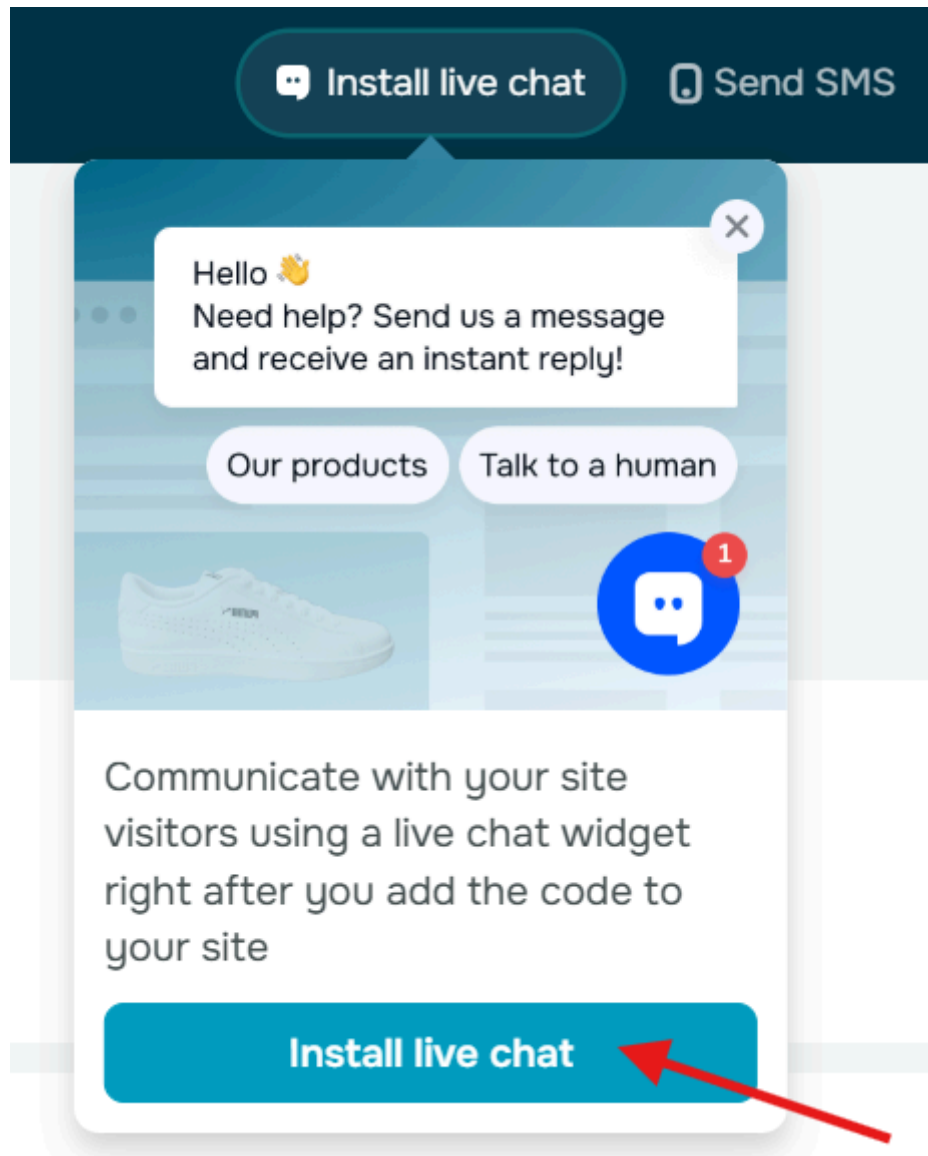 Install live chat
Send SMS
Hello 👋
Need help? Send us a message
and receive an instant reply!
Our products
Talk to a human
1
Communicate with your site
visitors using a live chat widget
right after you add the code to
your site
Install live chat